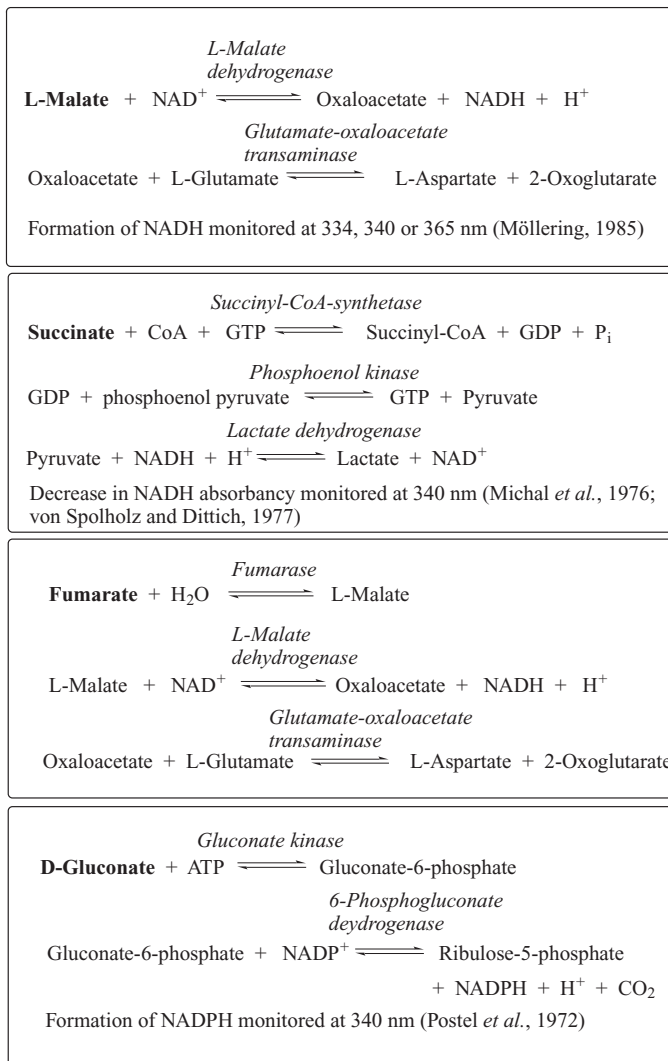 L-Malate
dehydrogenase
L-Malate + NAD⁺ ⇌ Oxaloacetate + NADH + H⁺
Glutamate-oxaloacetate
transaminase
Oxaloacetate + L-Glutamate ⇌ L-Aspartate + 2-Oxoglutarate
Formation of NADH monitored at 334, 340 or 365 nm (Möllering, 1985)
Succinyl-CoA-synthetase
Succinate + CoA + GTP ⇌ Succinyl-CoA + GDP + Pᵢ
Phosphoenol kinase
GDP + phosphoenol pyruvate ⇌ GTP + Pyruvate
Lactate dehydrogenase
Pyruvate + NADH + H⁺ ⇌ Lactate + NAD⁺
Decrease in NADH absorbancy monitored at 340 nm (Michal et al., 1976;
von Spolholz and Dittich, 1977)
Fumarase
Fumarate + H₂O ⇌ L-Malate
L-Malate
dehydrogenase
L-Malate + NAD⁺ ⇌ Oxaloacetate + NADH + H⁺
Glutamate-oxaloacetate
transaminase
Oxaloacetate + L-Glutamate ⇌ L-Aspartate + 2-Oxoglutarate
Gluconate kinase
D-Gluconate + ATP ⇌ Gluconate-6-phosphate
6-Phosphogluconate
deydrogenase
Gluconate-6-phosphate + NADP⁺ ⇌ Ribulose-5-phosphate
+ NADPH + H⁺ + CO₂
Formation of NADPH monitored at 340 nm (Postel et al., 1972)